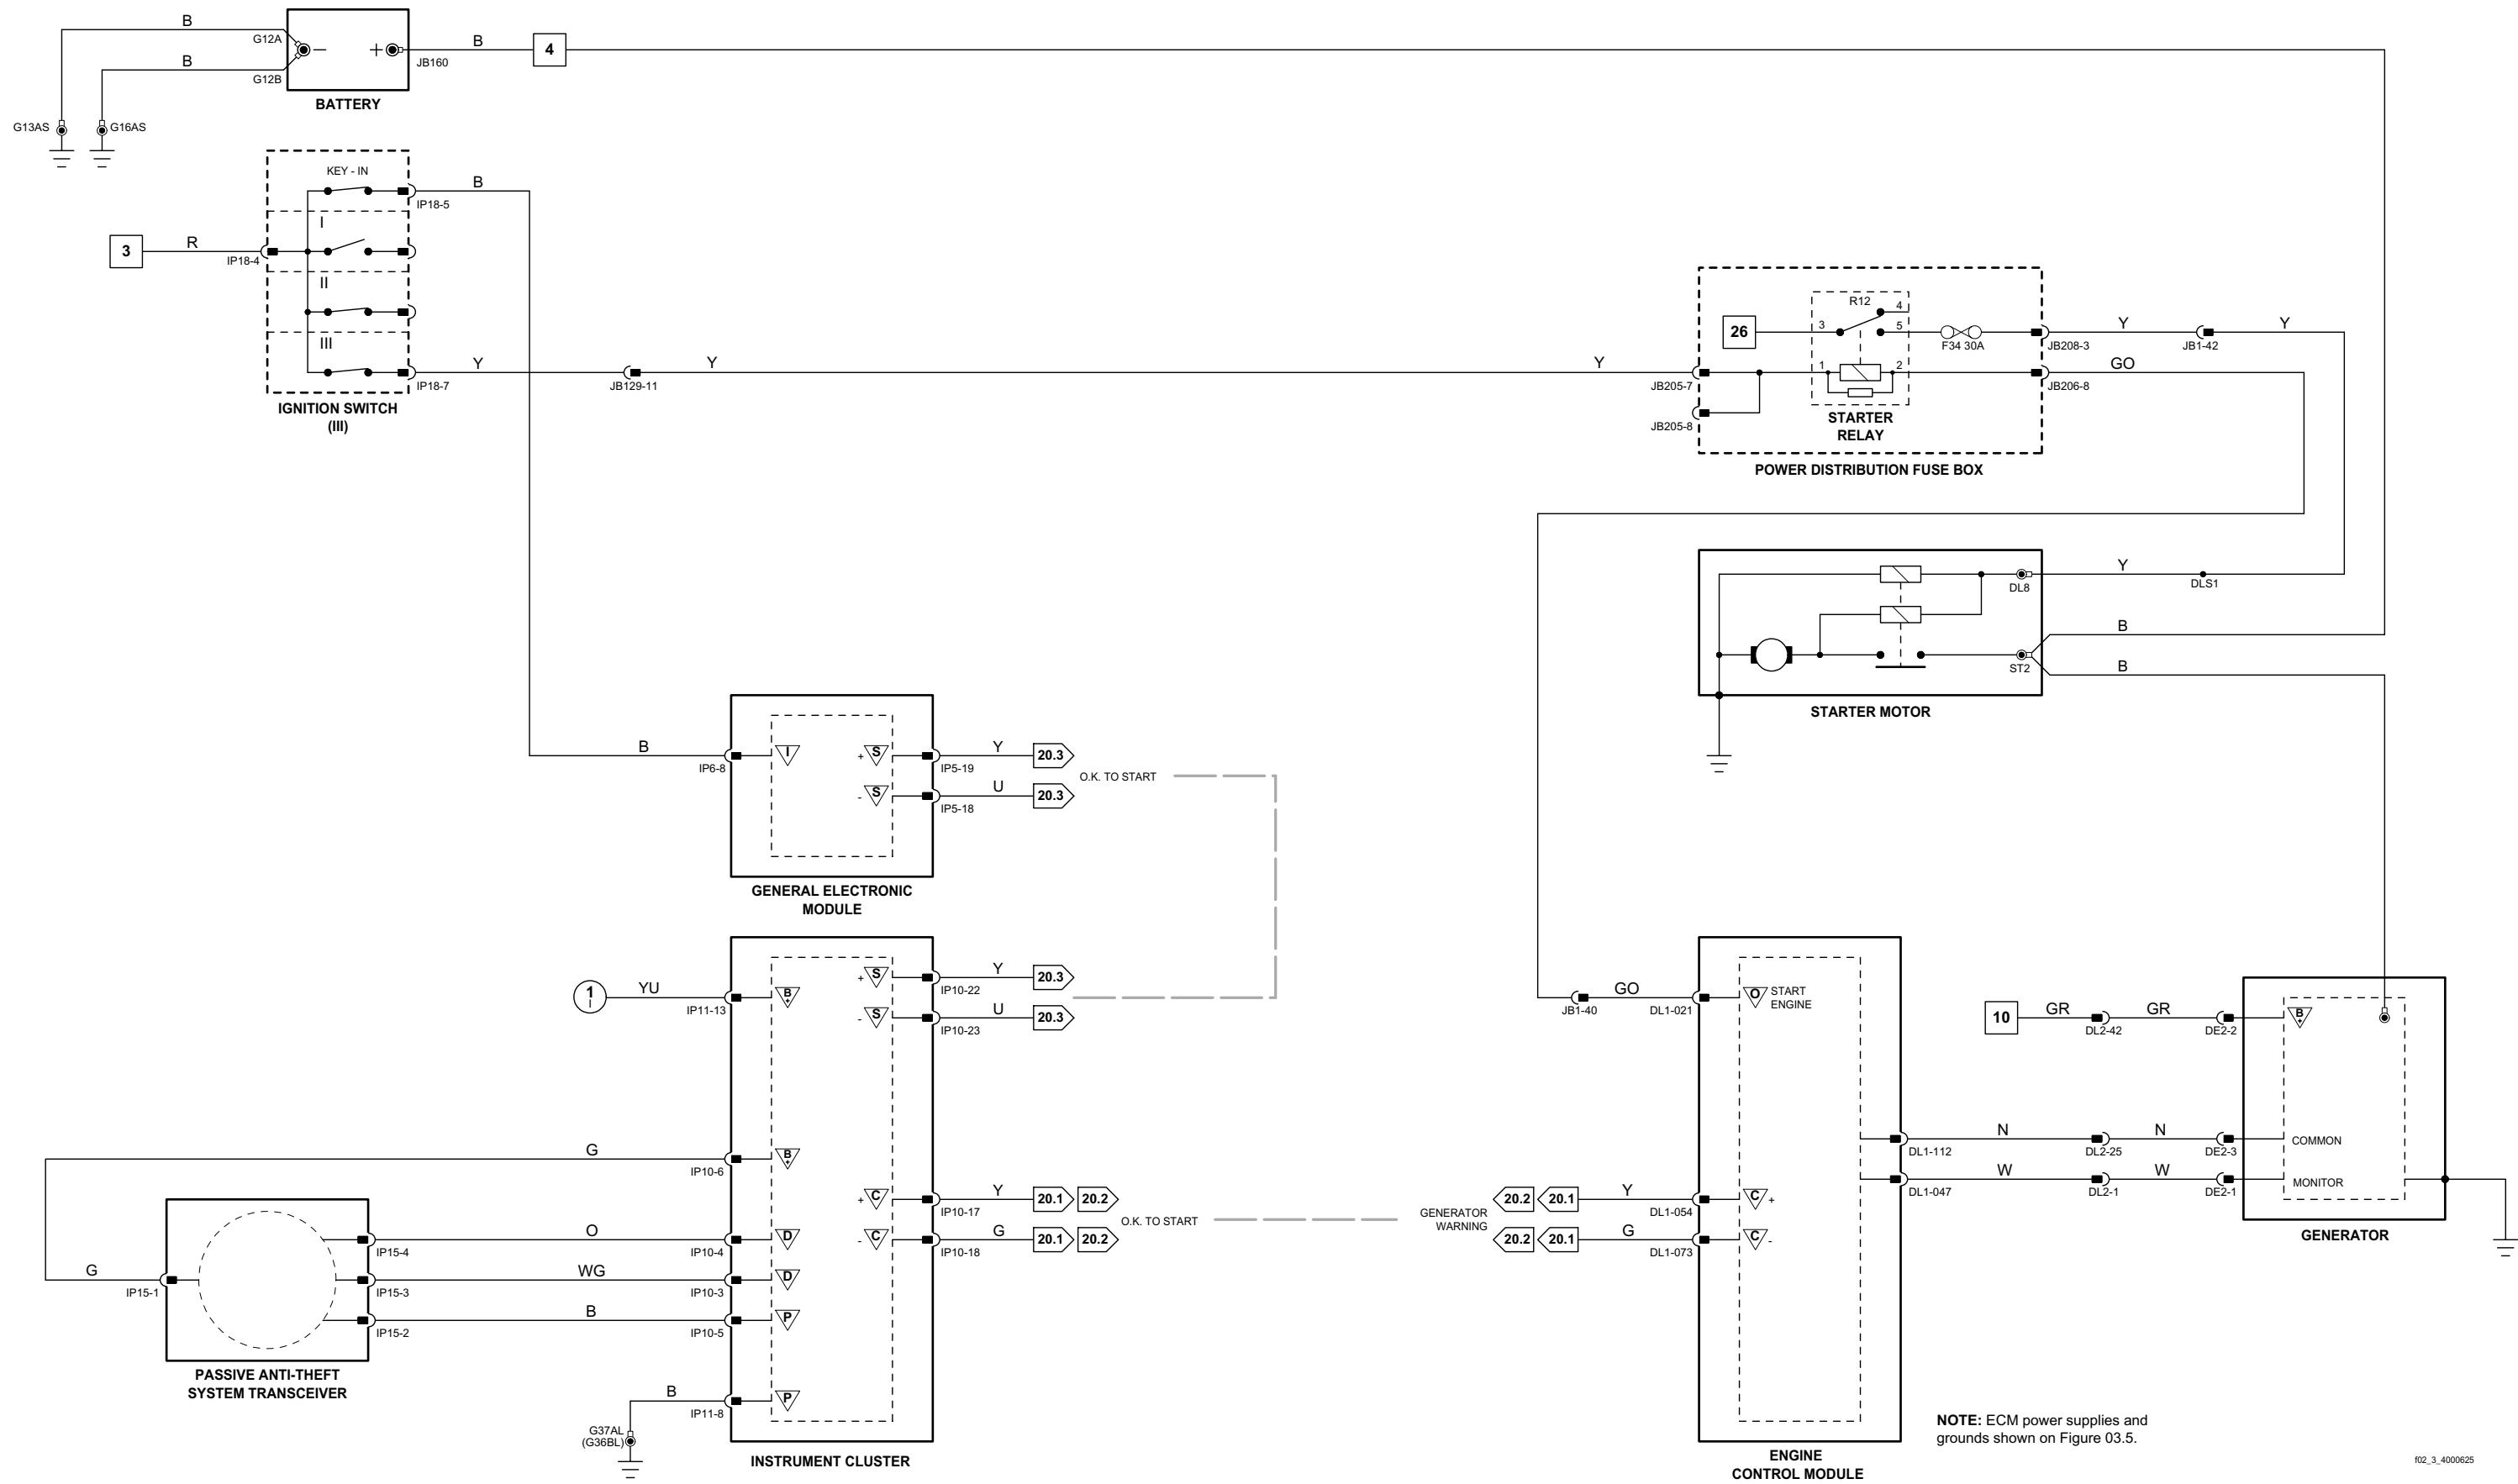 B
G12A
B
G12B
− +
JB160
B
4
BATTERY
G13AS
G16AS
KEY - IN
B
IP18-5
I
3
R
IP18-4
II
III
Y
IP18-7
IGNITION SWITCH
(III)
JB129-11
Y
Y
JB205-7
JB205-8
26
R12
3
4
5
F34 30A
1
2
STARTER
RELAY
JB208-3
Y
JB1-42
Y
JB206-8
GO
POWER DISTRIBUTION FUSE BOX
DL8
Y
DLS1
ST2
B
B
STARTER MOTOR
B
IP6-8
I
+ S
IP5-19
Y
20.3
- S
IP5-18
U
20.3
O.K. TO START
GENERAL ELECTRONIC
MODULE
1
I
YU
IP11-13
B
+
+ S
IP10-22
Y
20.3
- S
IP10-23
U
20.3
G
IP10-6
B
+
+ C
IP10-17
Y
20.1
20.2
- C
IP10-18
G
20.1
20.2
O.K. TO START
G
IP15-1
IP15-4
O
IP10-4
D
IP15-3
WG
IP10-3
D
IP15-2
B
IP10-5
P
PASSIVE ANTI-THEFT
SYSTEM TRANSCEIVER
B
IP11-8
P
G37AL
(G36BL)
INSTRUMENT CLUSTER
JB1-40
GO
DL1-021
O
START
ENGINE
GENERATOR
WARNING
20.2
20.1
Y
DL1-054
C +
20.2
20.1
G
DL1-073
C -
ENGINE
CONTROL MODULE
10
GR
DL2-42
GR
DE2-2
B
+
DL1-112
N
DL2-25
N
DE2-3
COMMON
DL1-047
W
DL2-1
W
DE2-1
MONITOR
GENERATOR
NOTE: ECM power supplies and
grounds shown on Figure 03.5.
f02_3_4000625